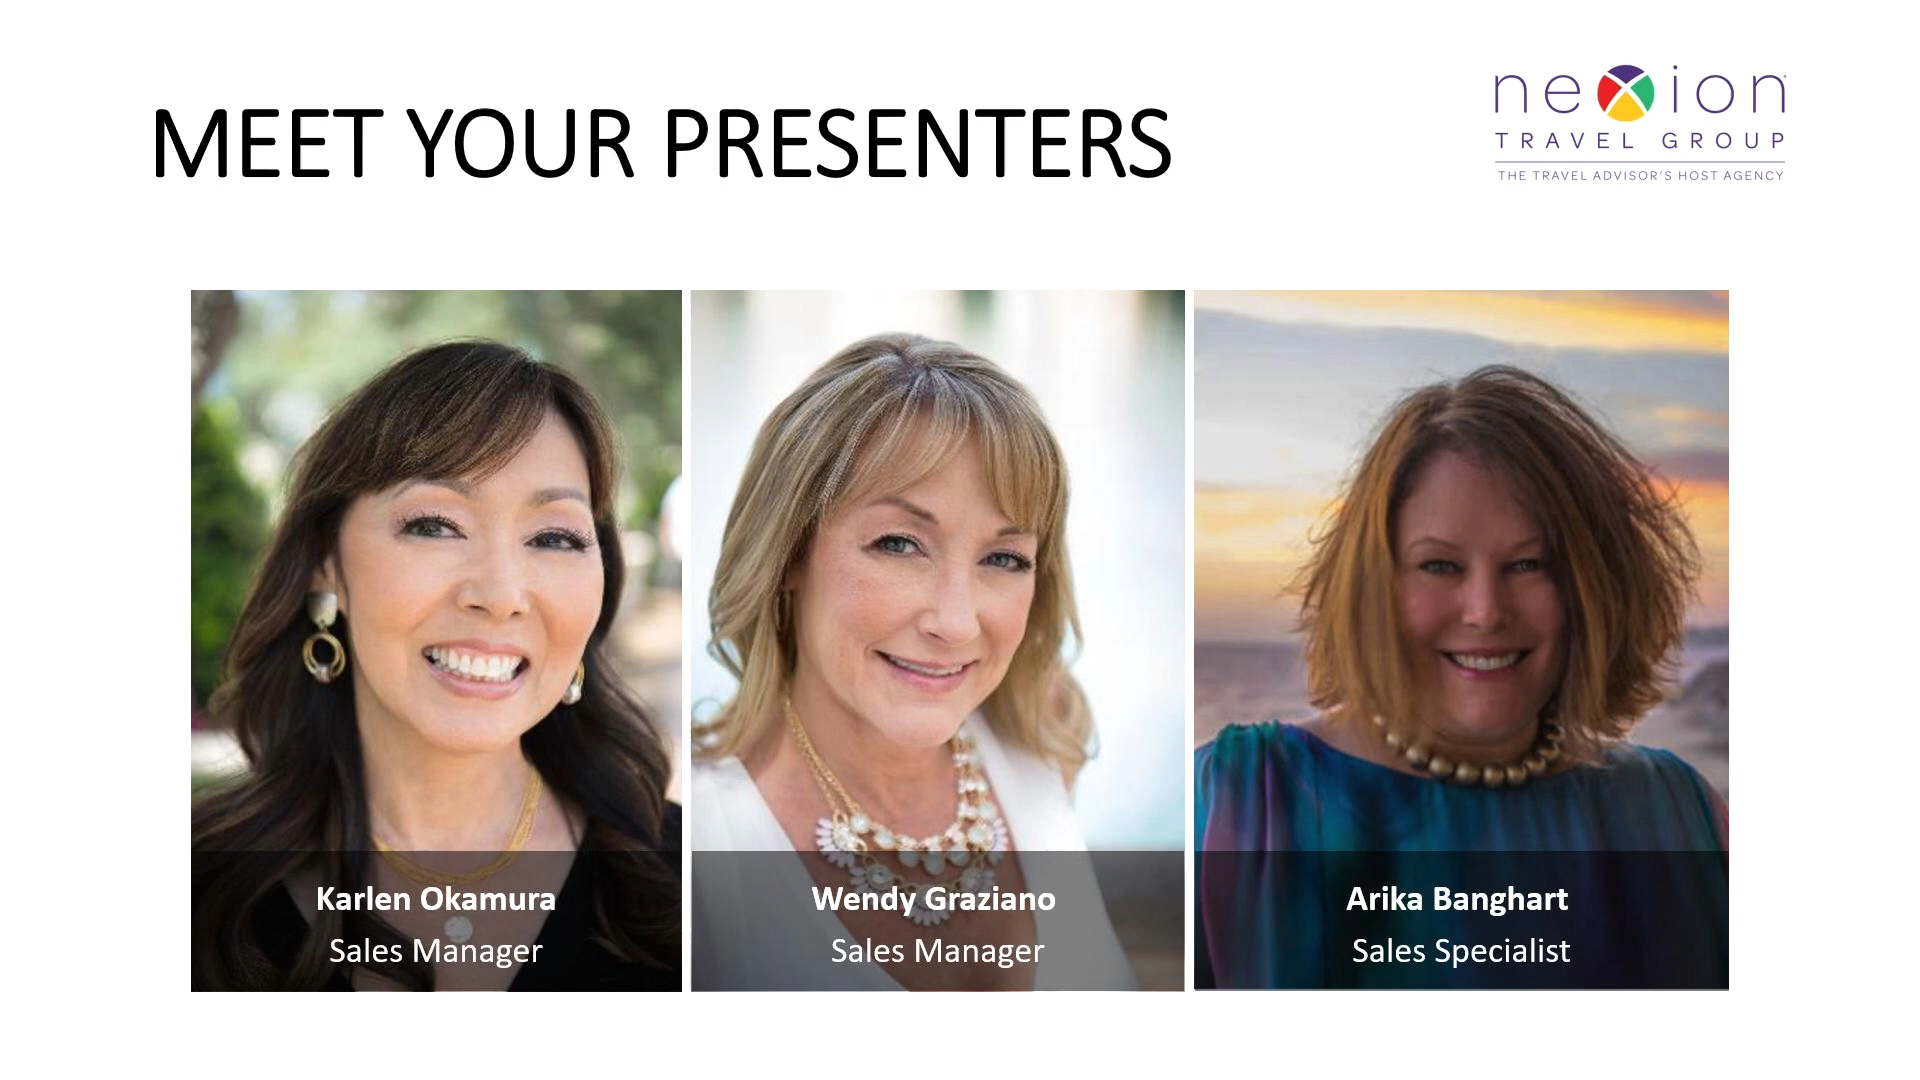 MEET YOUR PRESENTERS
nexion
TRAVEL GROUP
THE TRAVEL ADVISOR'S HOST AGENCY
Karlen Okamura
Sales Manager
Wendy Graziano
Sales Manager
Arika Banghart
Sales Specialist